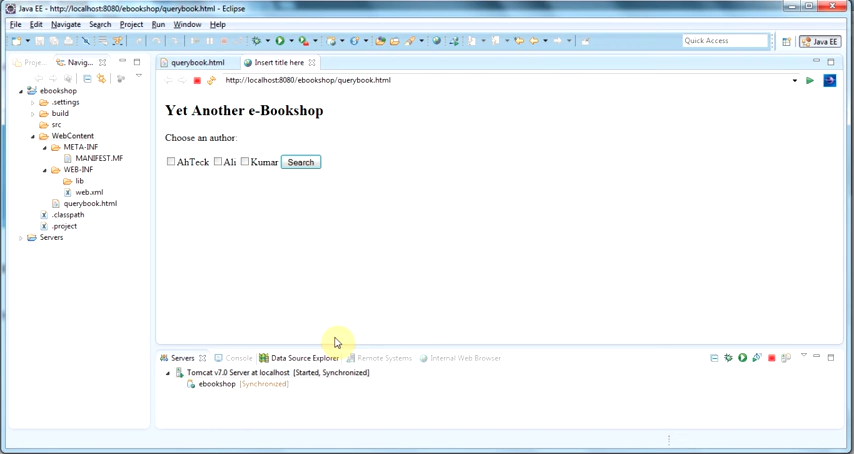 Java EE - http://localhost:8080/ebookshop/querybook.html - Eclipse
File Edit Navigate Search Project Run Window Help
Quick Access
Java EE
Proje...
Navig...
querybook.html
Insert title here
http://localhost:8080/ebookshop/querybook.html
ebookshop
.settings
build
src
WebContent
META-INF
MANIFEST.MF
WEB-INF
lib
web.xml
querybook.html
.classpath
.project
Servers
Yet Another e-Bookshop
Choose an author:
AhTeck Ali Kumar Search
Servers Console Data Source Explorer Remote Systems Internal Web Browser
Tomcat v7.0 Server at localhost [Started, Synchronized]
ebookshop [Synchronized]